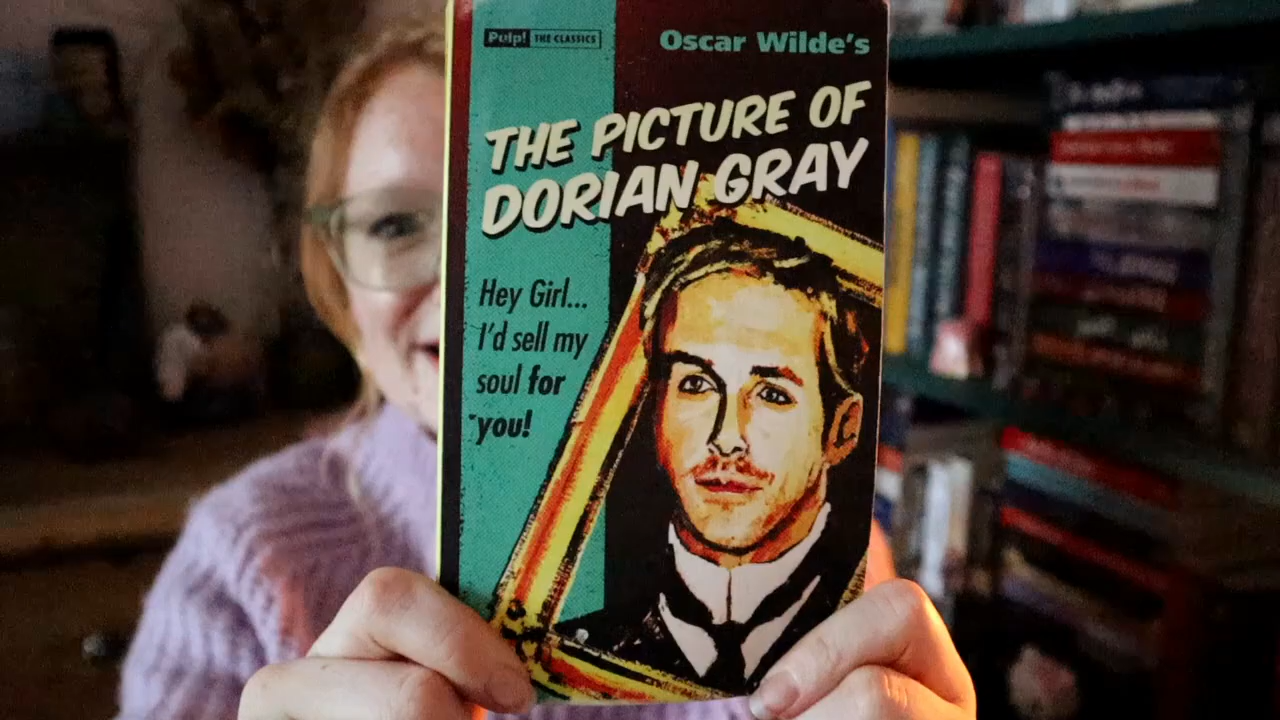 Pulp! THE CLASSICS
Oscar Wilde's
THE PICTURE OF
DORIAN GRAY
Hey Girl...
I'd sell my
soul for
you!